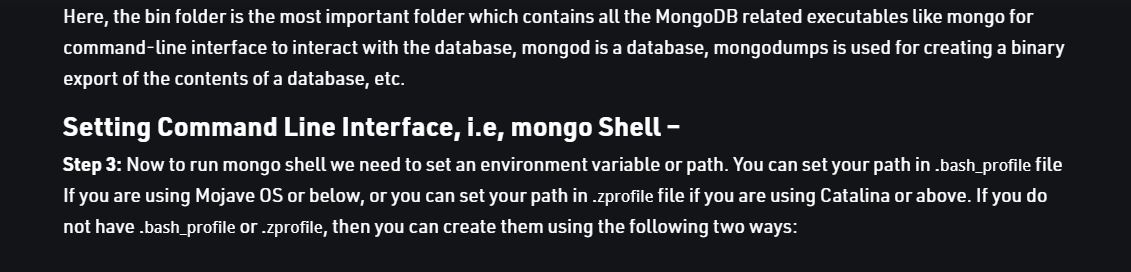 Here, the bin folder is the most important folder which contains all the MongoDB related executables like mongo for
command-line interface to interact with the database, mongod is a database, mongodumps is used for creating a binary
export of the contents of a database, etc.
Setting Command Line Interface, i.e, mongo Shell –
Step 3: Now to run mongo shell we need to set an environment variable or path. You can set your path in .bash_profile file
If you are using Mojave OS or below, or you can set your path in .zprofile file if you are using Catalina or above. If you do
not have .bash_profile or .zprofile, then you can create them using the following two ways: